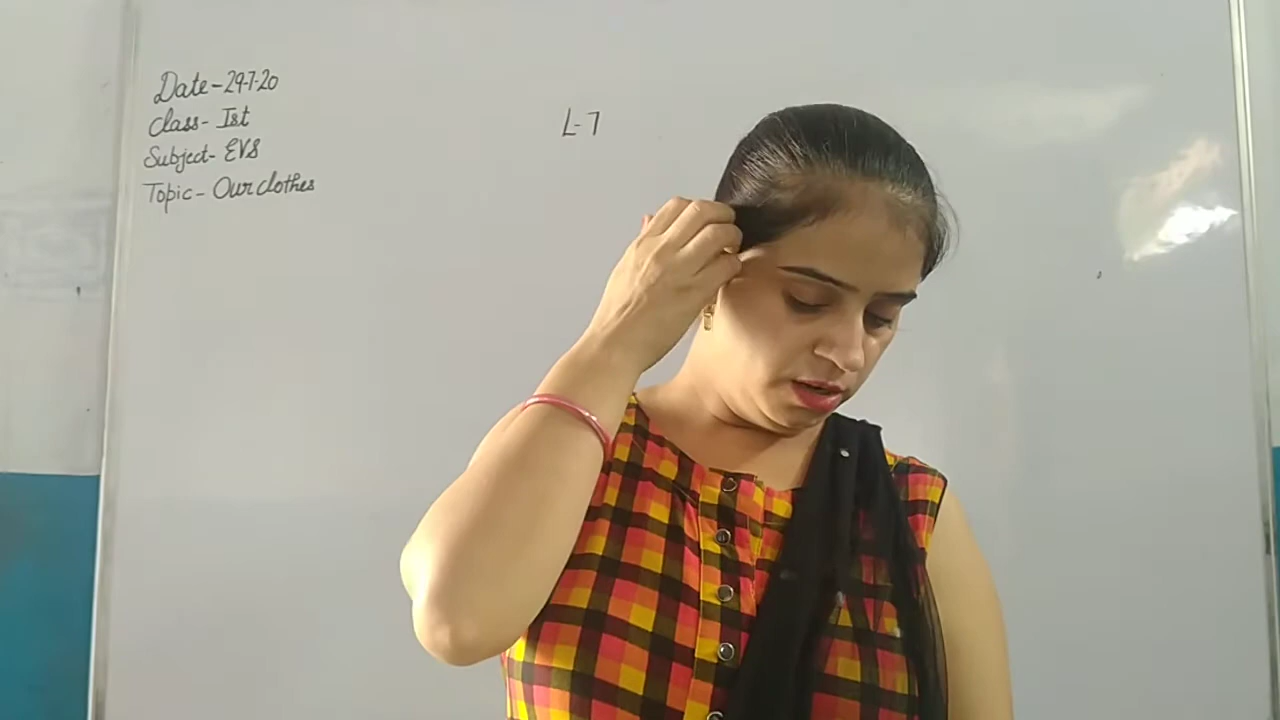 Date - 29-7-20
Class - Ist
Subject - EVS
Topic - Our clothes
L-7